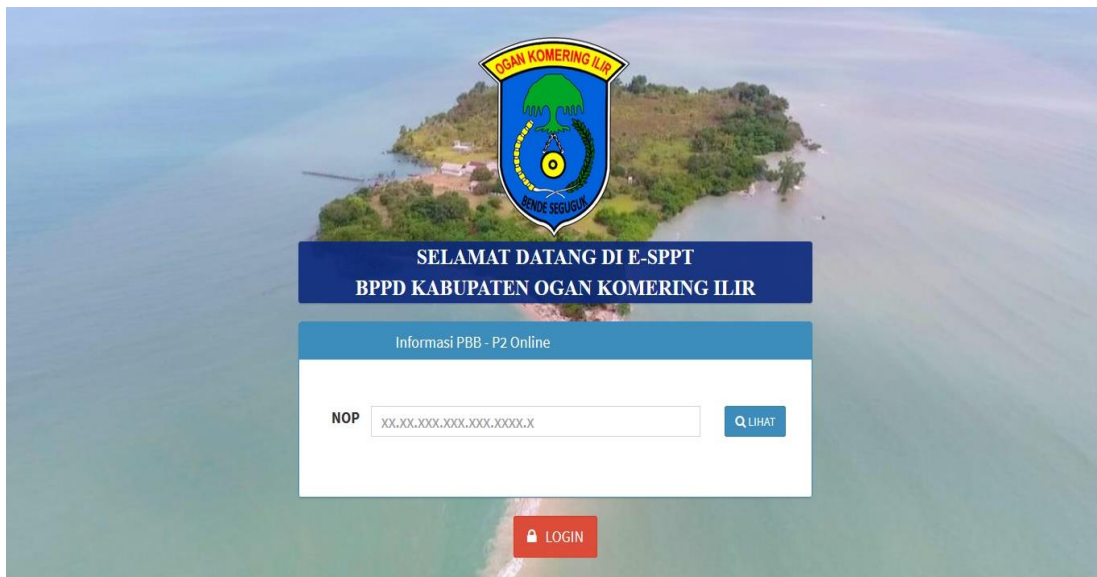 OGAN KOMERING ILIR
BENDE SEGUGUK
SELAMAT DATANG DI E-SPPT
BPPD KABUPATEN OGAN KOMERING ILIR
Informasi PBB - P2 Online
NOP XX.XX.XXX.XXX.XXX.XXXX.X LIHAT
LOGIN